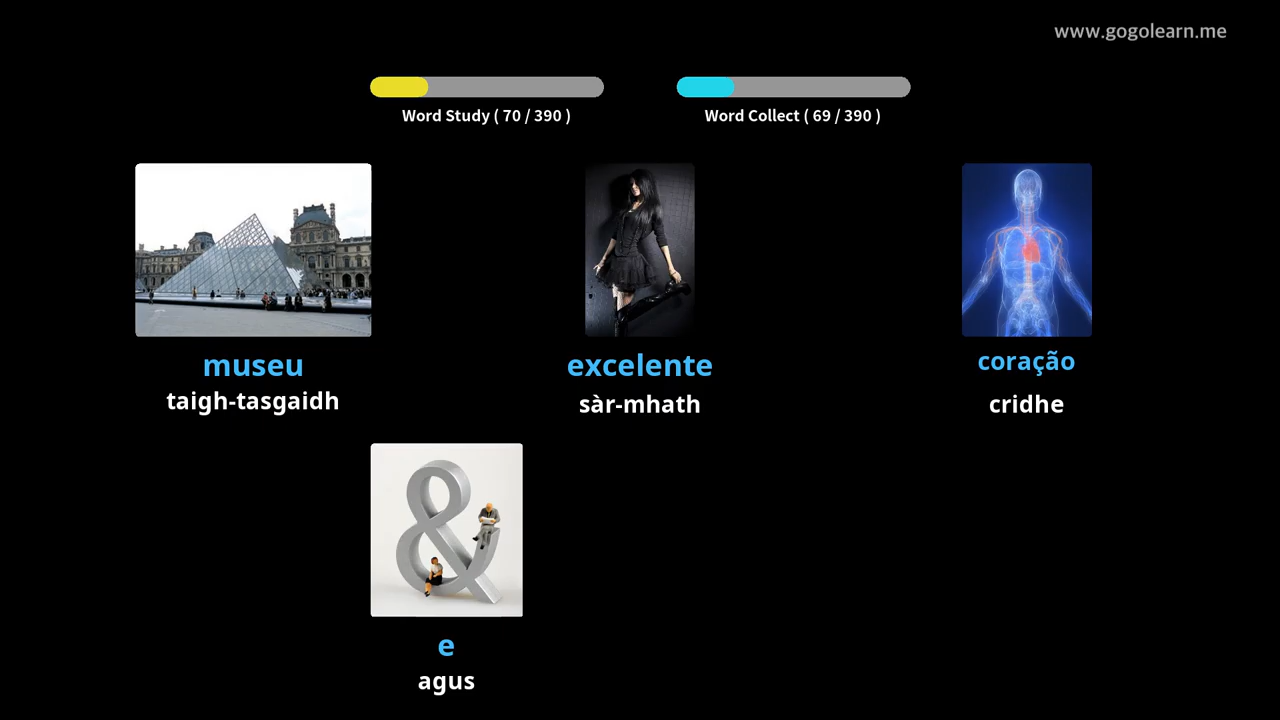 www.gogolearn.me
Word Study ( 70 / 390 )
Word Collect ( 69 / 390 )
museu
taigh-tasgaidh
excelente
sàr-mhath
coração
cridhe
&
e
agus